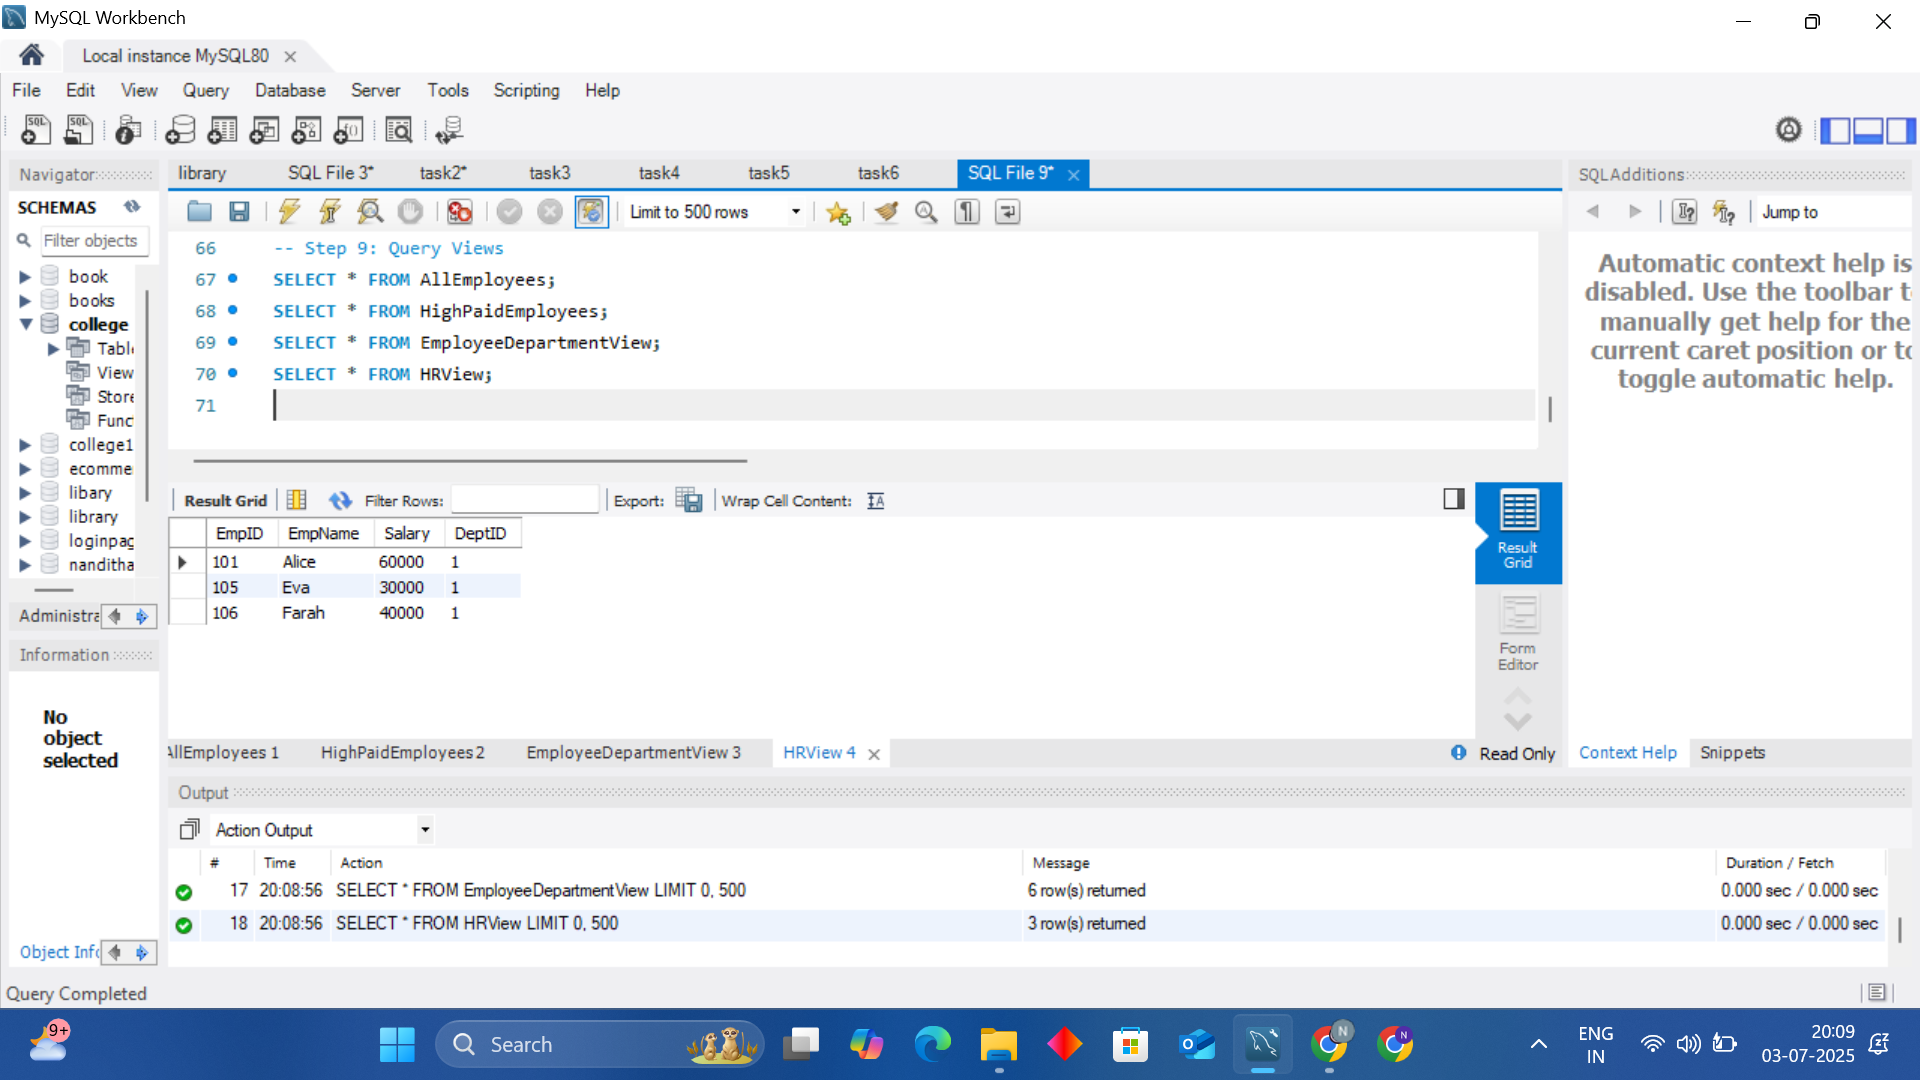 MySQL Workbench
Local instance MySQL80
File Edit View Query Database Server Tools Scripting Help
Navigator
SCHEMAS
Filter objects
book
books
college
Tabl
View
Store
Func
college1
ecomme
libary
library
loginpag
nanditha
Administra
Information
No
object
selected
Object Info
library SQL File 3* task2* task3 task4 task5 task6 SQL File 9*
Limit to 500 rows
66 -- Step 9: Query Views
67 SELECT * FROM AllEmployees;
68 SELECT * FROM HighPaidEmployees;
69 SELECT * FROM EmployeeDepartmentView;
70 SELECT * FROM HRView;
71
Result Grid Filter Rows: Export: Wrap Cell Content:
EmpID EmpName Salary DeptID
101 Alice 60000 1
105 Eva 30000 1
106 Farah 40000 1
Result
Grid
Form
Editor
AllEmployees 1 HighPaidEmployees 2 EmployeeDepartmentView 3 HRView 4 Read Only
SQLAdditions
Jump to
Automatic context help is
disabled. Use the toolbar t
manually get help for the
current caret position or to
toggle automatic help.
Context Help Snippets
Output
Action Output
# Time Action Message Duration / Fetch
17 20:08:56 SELECT * FROM EmployeeDepartmentView LIMIT 0, 500 6 row(s) returned 0.000 sec / 0.000 sec
18 20:08:56 SELECT * FROM HRView LIMIT 0, 500 3 row(s) returned 0.000 sec / 0.000 sec
Query Completed
9+
Search
N
N
ENG
IN
20:09
03-07-2025